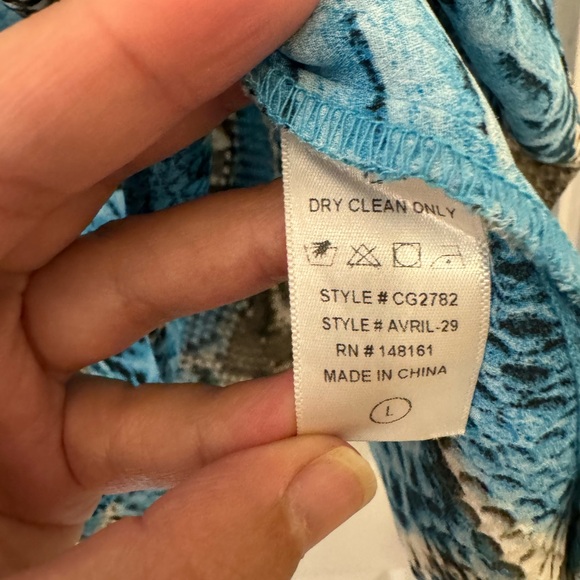 DRY CLEAN ONLY
STYLE # CG2782
STYLE # AVRIL-29
RN # 148161
MADE IN CHINA
L